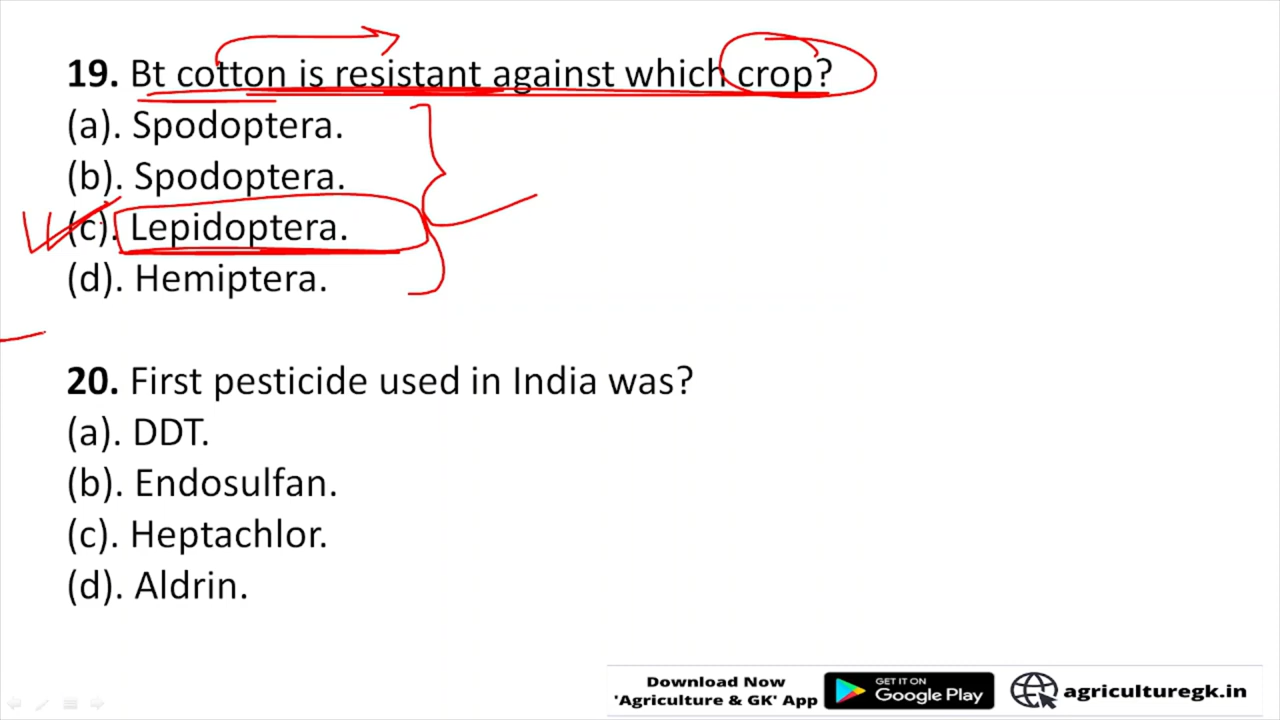 19. Bt cotton is resistant against which crop?
(a). Spodoptera.
(b). Spodoptera.
(c). Lepidoptera.
(d). Hemiptera.
20. First pesticide used in India was?
(a). DDT.
(b). Endosulfan.
(c). Heptachlor.
(d). Aldrin.
Download Now
'Agriculture & GK' App
GET IT ON
Google Play
agriculturegk.in